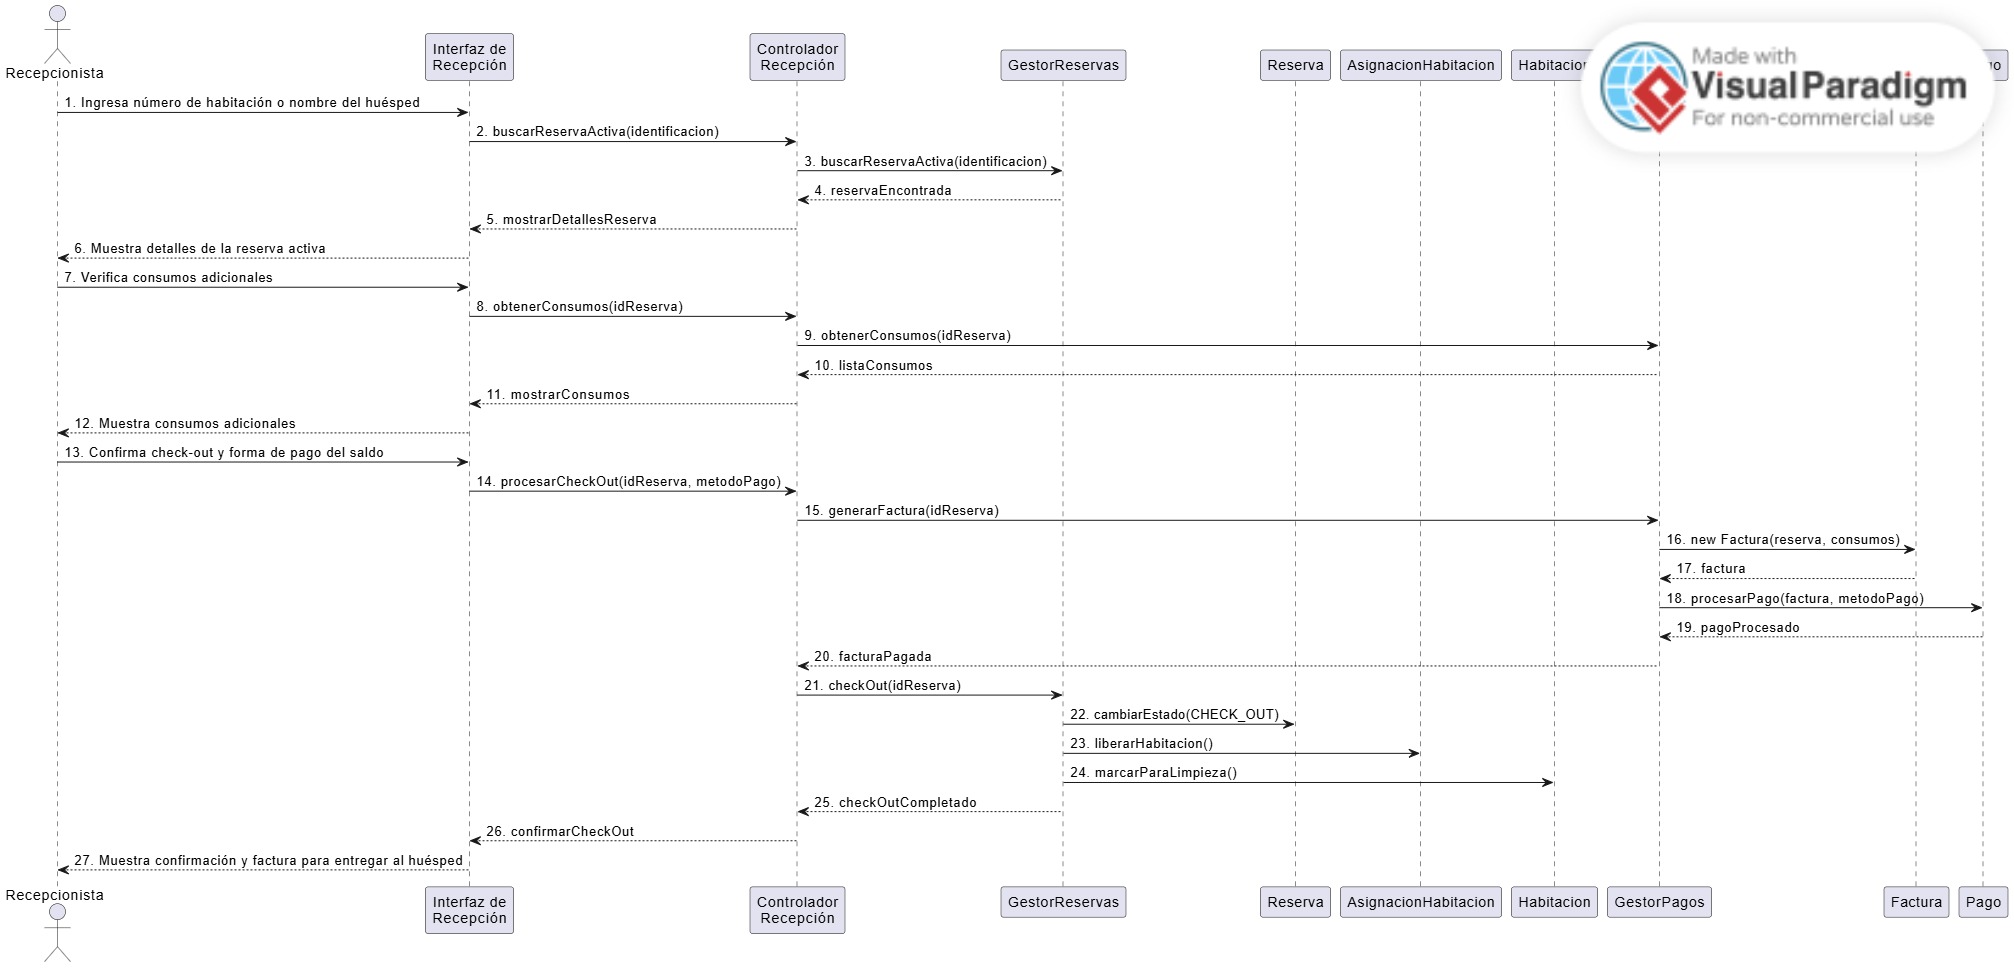 Recepcionista
Interfaz de
Recepción
Controlador
Recepción
GestorReservas
Reserva
AsignacionHabitacion
Made with
Visual Paradigm
For non-commercial use
1. Ingresa número de habitación o nombre del huésped
2. buscarReservaActiva(identificacion)
3. buscarReservaActiva(identificacion)
4. reservaEncontrada
5. mostrarDetallesReserva
6. Muestra detalles de la reserva activa
7. Verifica consumos adicionales
8. obtenerConsumos(idReserva)
9. obtenerConsumos(idReserva)
10. listaConsumos
11. mostrarConsumos
12. Muestra consumos adicionales
13. Confirma check-out y forma de pago del saldo
14. procesarCheckOut(idReserva, metodoPago)
15. generarFactura(idReserva)
16. new Factura(reserva, consumos)
17. factura
18. procesarPago(factura, metodoPago)
19. pagoProcesado
20. facturaPagada
21. checkOut(idReserva)
22. cambiarEstado(CHECK_OUT)
23. liberarHabitacion()
24. marcarParaLimpieza()
25. checkOutCompletado
26. confirmarCheckOut
27. Muestra confirmación y factura para entregar al huésped
Recepcionista
Interfaz de
Recepción
Controlador
Recepción
GestorReservas
Reserva
AsignacionHabitacion
Habitacion
GestorPagos
Factura
Pago